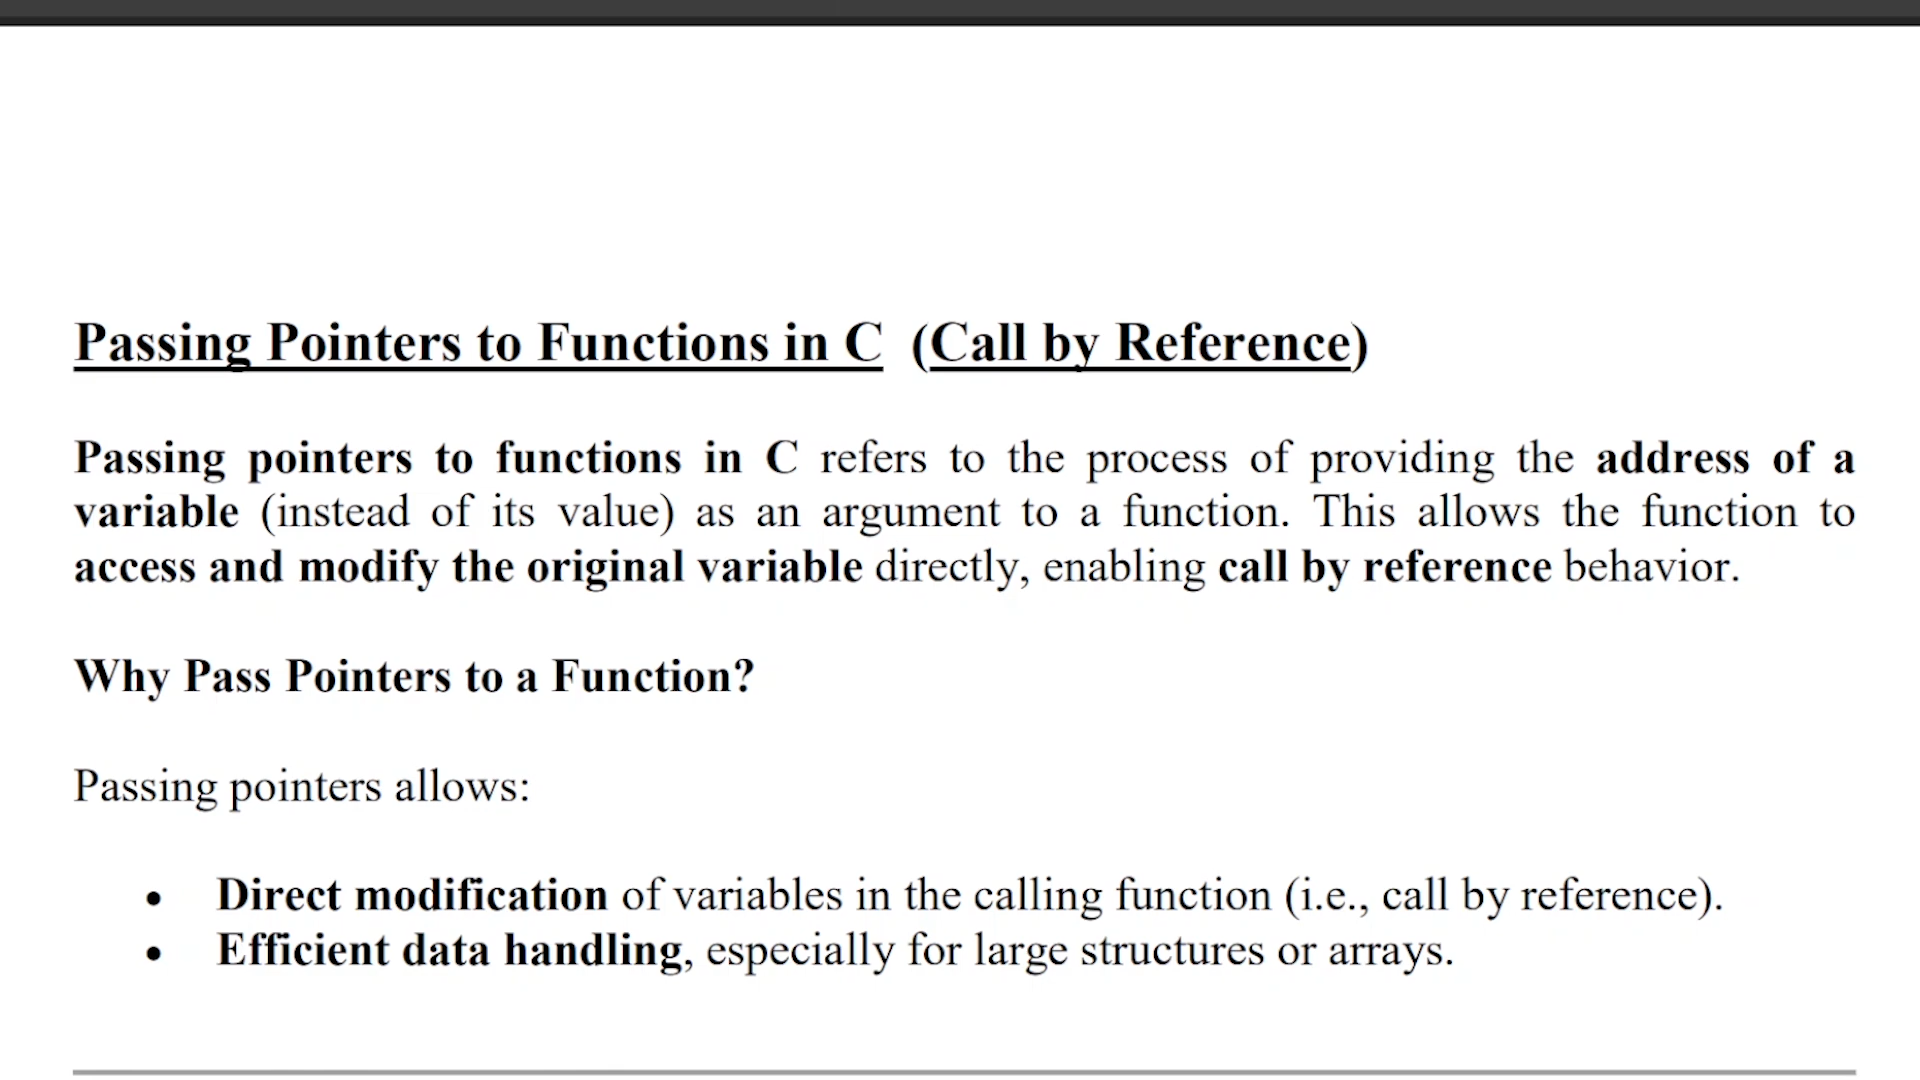 Passing Pointers to Functions in C (Call by Reference)
Passing pointers to functions in C refers to the process of providing the address of a
variable (instead of its value) as an argument to a function. This allows the function to
access and modify the original variable directly, enabling call by reference behavior.
Why Pass Pointers to a Function?
Passing pointers allows:
• Direct modification of variables in the calling function (i.e., call by reference).
• Efficient data handling, especially for large structures or arrays.